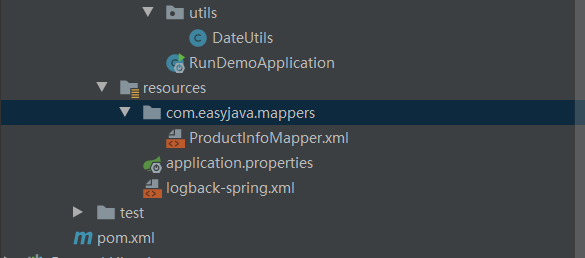 utils
DateUtils
RunDemoApplication
resources
com.easyjava.mappers
ProductInfoMapper.xml
application.properties
logback-spring.xml
test
pom.xml